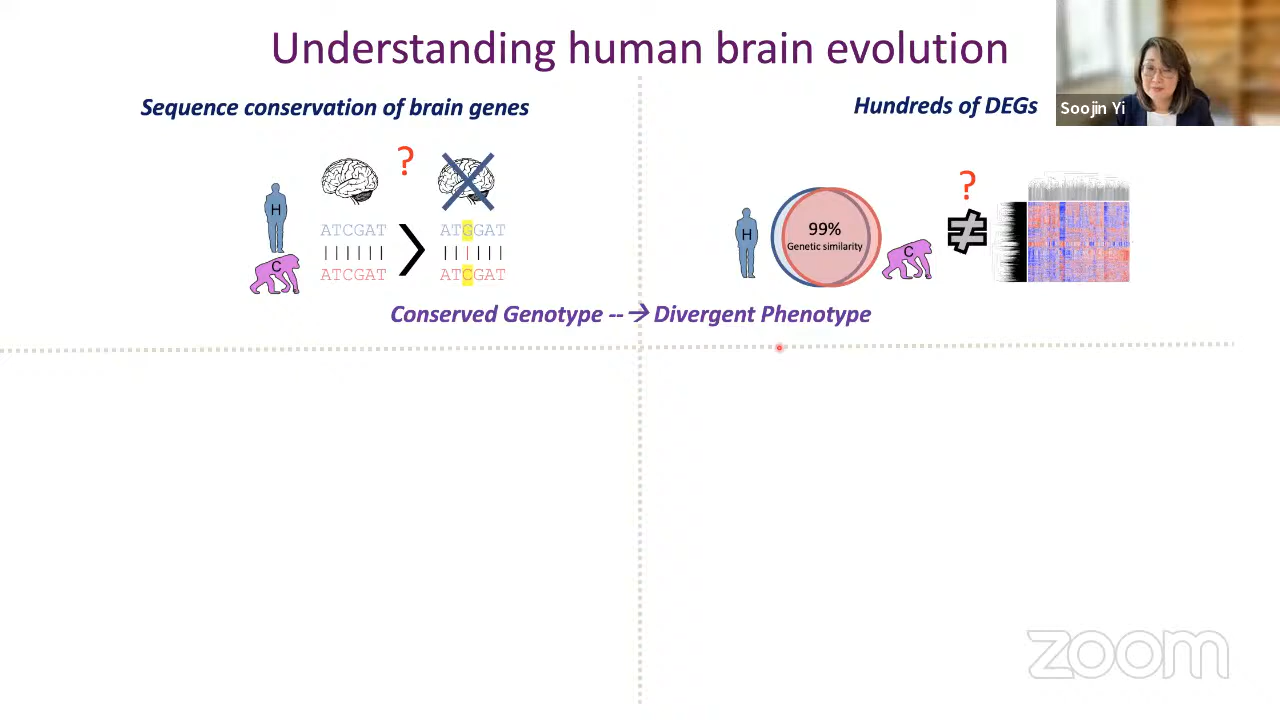 Understanding human brain evolution
Soojin Yi
Sequence conservation of brain genes
?
H
C
ATCGAT
ATGGAT
ATCGAT
ATCGAT
Hundreds of DEGs
H
99%
Genetic similarity
C
?
≠
Conserved Genotype --→ Divergent Phenotype
zoom